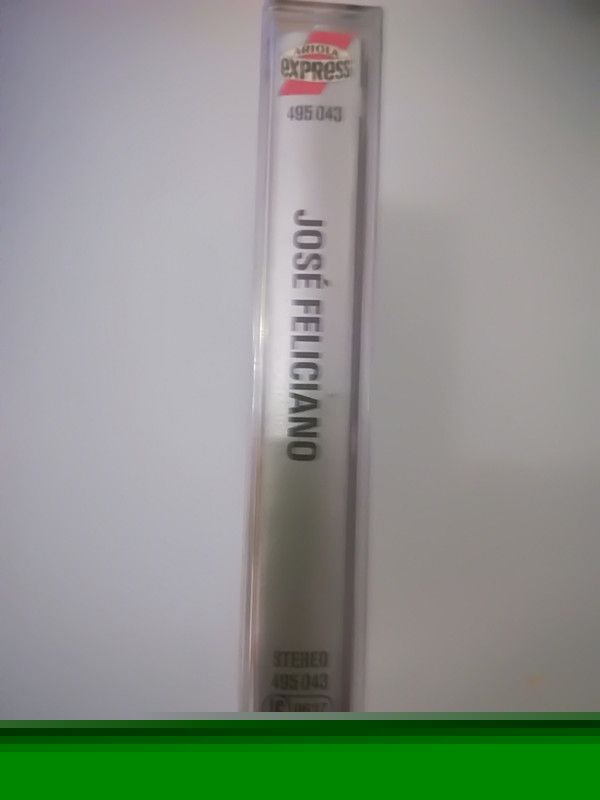 ARIOLA
EXPRESS
495 043
JOSÉ FELICIANO
STEREO
495 043